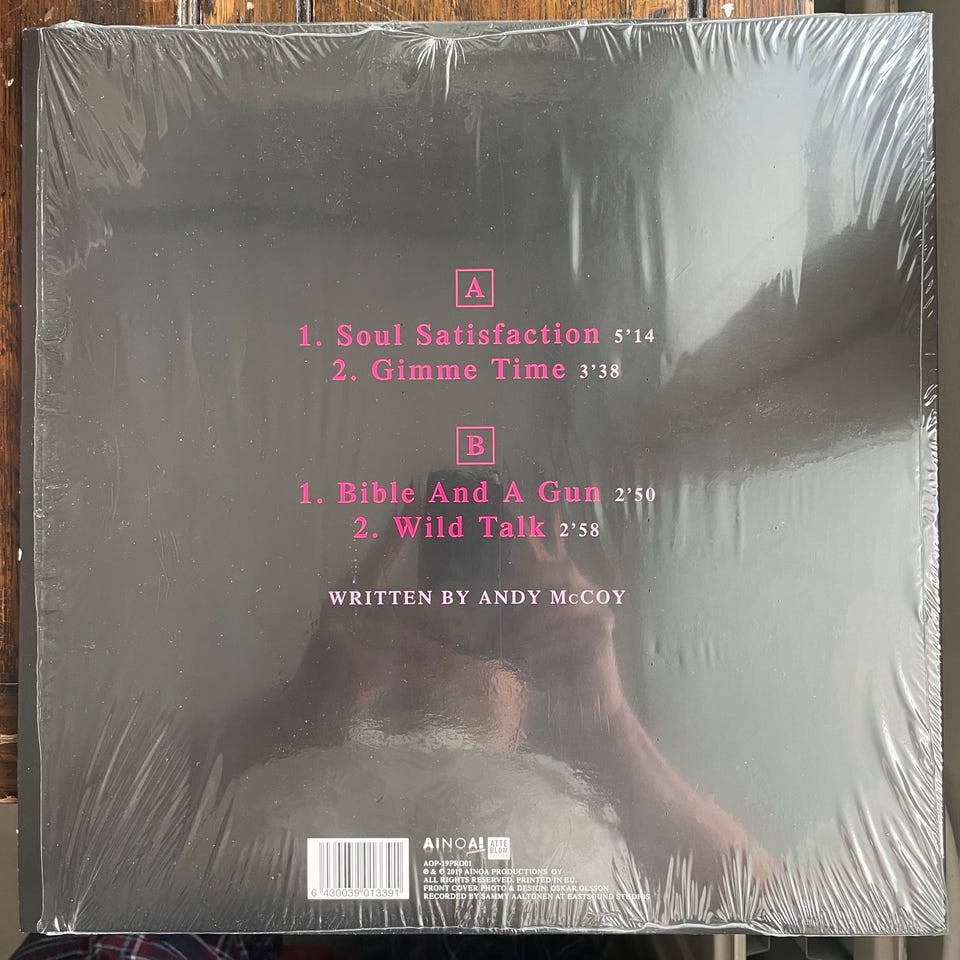 A
1. Soul Satisfaction 5'14
2. Gimme Time 3'38
B
1. Bible And A Gun 2'50
2. Wild Talk 2'58
WRITTEN BY ANDY McCOY
AINOA! ATTE BLOM
AOP-19PRO01
℗ & © 2019 AINOA PRODUCTIONS OY
ALL RIGHTS RESERVED. PRINTED IN EU.
FRONT COVER PHOTO & DESIGN: OSKAR OLSSON
RECORDED BY SAMMY AALTONEN AT EASTSOUND STUDIOS
6 430039 013391